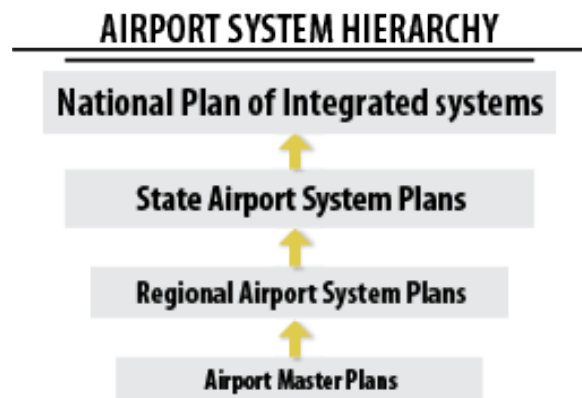 AIRPORT SYSTEM HIERARCHY
National Plan of Integrated systems
State Airport System Plans
Regional Airport System Plans
Airport Master Plans